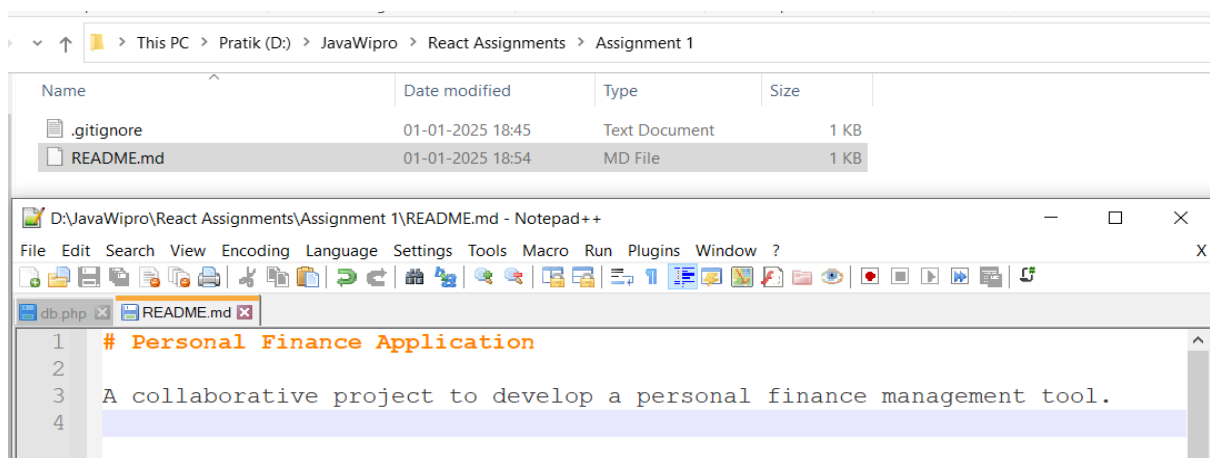 This PC > Pratik (D:) > JavaWipro > React Assignments > Assignment 1
Name Date modified Type Size
.gitignore 01-01-2025 18:45 Text Document 1 KB
README.md 01-01-2025 18:54 MD File 1 KB
D:\JavaWipro\React Assignments\Assignment 1\README.md - Notepad++
File Edit Search View Encoding Language Settings Tools Macro Run Plugins Window ? X
db.php README.md
1 # Personal Finance Application
2
3 A collaborative project to develop a personal finance management tool.
4